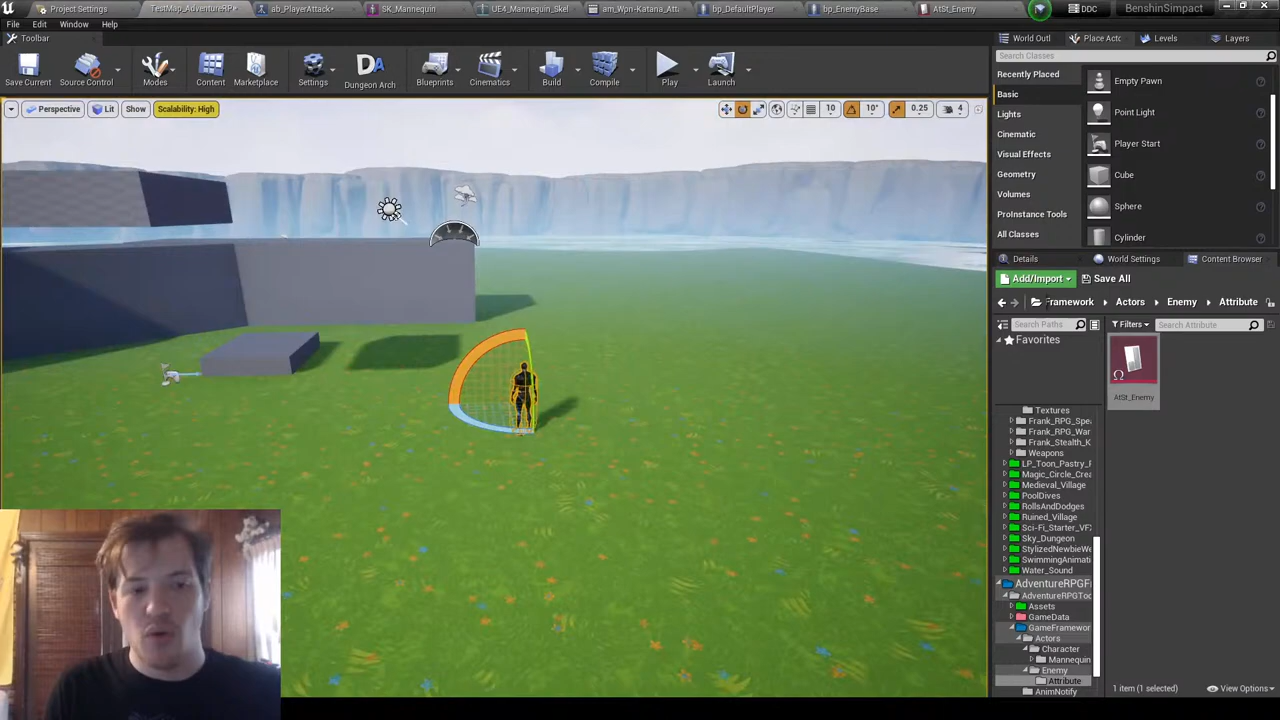 Project Settings
TestMap_AdventureRP*
ab_PlayerAttack*
SK_Mannequin
UE4_Mannequin_Skel
am_Wpn-Katana_Att
bp_DefaultPlayer
bp_EnemyBase
AtSt_Enemy
DDC
BenshinSimpact
File Edit Window Help
Toolbar
World Outl
Place Acto
Levels
Layers
Save Current
Source Control
Modes
Content
Marketplace
Settings
Dungeon Arch
Blueprints
Cinematics
Build
Compile
Play
Launch
Search Classes
Recently Placed
Basic
Lights
Cinematic
Visual Effects
Geometry
Volumes
ProInstance Tools
All Classes
Empty Pawn
Point Light
Player Start
Cube
Sphere
Cylinder
Perspective
Lit
Show
Scalability: High
10
10°
0.25
4
Details
World Settings
Content Browser
Add/Import
Save All
Framework
Actors
Enemy
Attribute
Search Paths
Filters
Search Attribute
Favorites
AtSt_Enemy
Textures
Frank_RPG_Spe
Frank_RPG_War
Frank_Stealth_K
Weapons
LP_Toon_Pastry_F
Magic_Circle_Crea
Medieval_Village
PoolDives
RollsAndDodges
Ruined_Village
Sci-Fi_Starter_VFX
Sky_Dungeon
StylizedNewbieWe
SwimmingAnimati
Water_Sound
AdventureRPGFr
AdventureRPGToo
Assets
GameData
GameFramewor
Actors
Character
Mannequin
Enemy
Attribute
AnimNotify
1 item (1 selected)
View Options